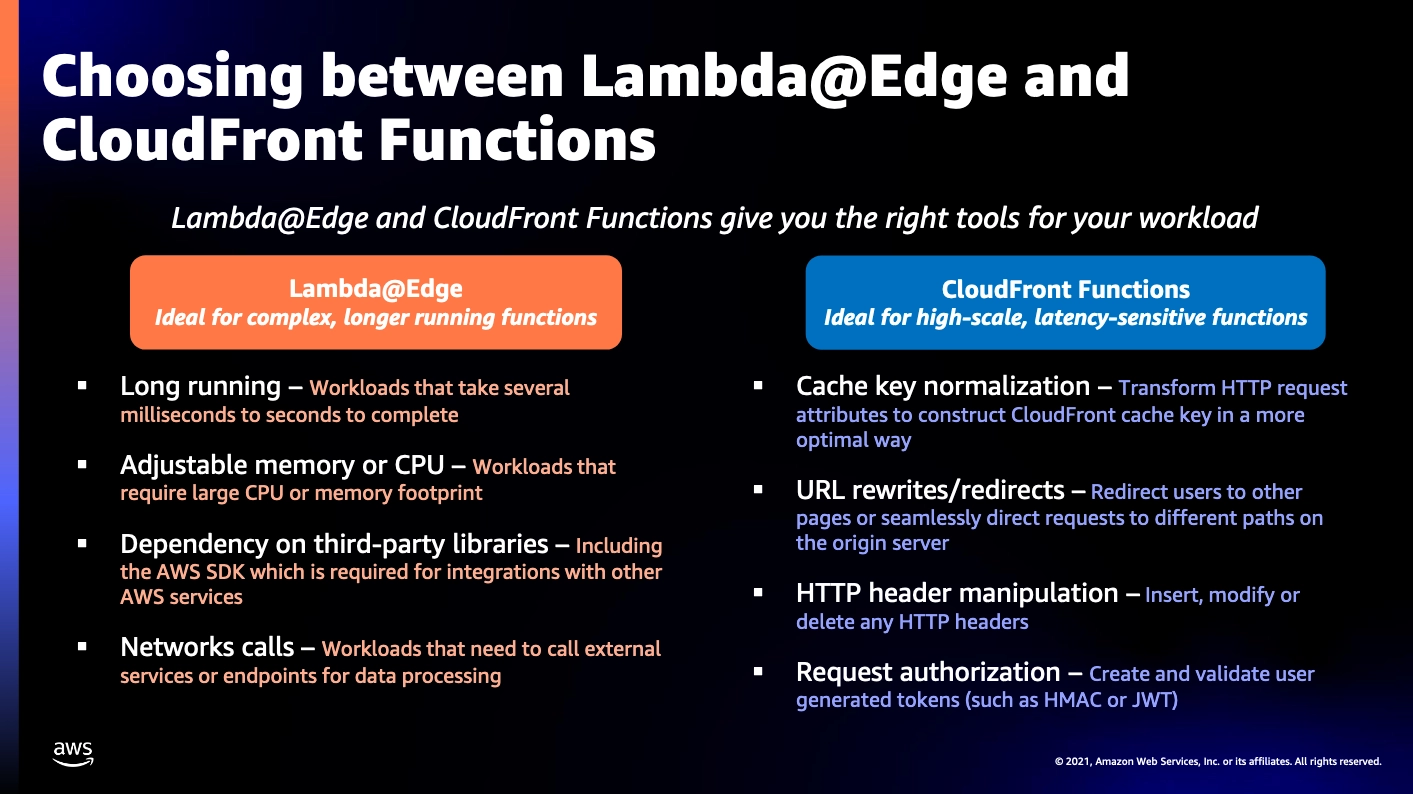 Choosing between Lambda@Edge and
CloudFront Functions
Lambda@Edge and CloudFront Functions give you the right tools for your workload
Lambda@Edge
Ideal for complex, longer running functions
▪ Long running – Workloads that take several
milliseconds to seconds to complete
▪ Adjustable memory or CPU – Workloads that
require large CPU or memory footprint
▪ Dependency on third-party libraries – Including
the AWS SDK which is required for integrations with other
AWS services
▪ Networks calls – Workloads that need to call external
services or endpoints for data processing
CloudFront Functions
Ideal for high-scale, latency-sensitive functions
▪ Cache key normalization – Transform HTTP request
attributes to construct CloudFront cache key in a more
optimal way
▪ URL rewrites/redirects – Redirect users to other
pages or seamlessly direct requests to different paths on
the origin server
▪ HTTP header manipulation – Insert, modify or
delete any HTTP headers
▪ Request authorization – Create and validate user
generated tokens (such as HMAC or JWT)
aws
© 2021, Amazon Web Services, Inc. or its affiliates. All rights reserved.